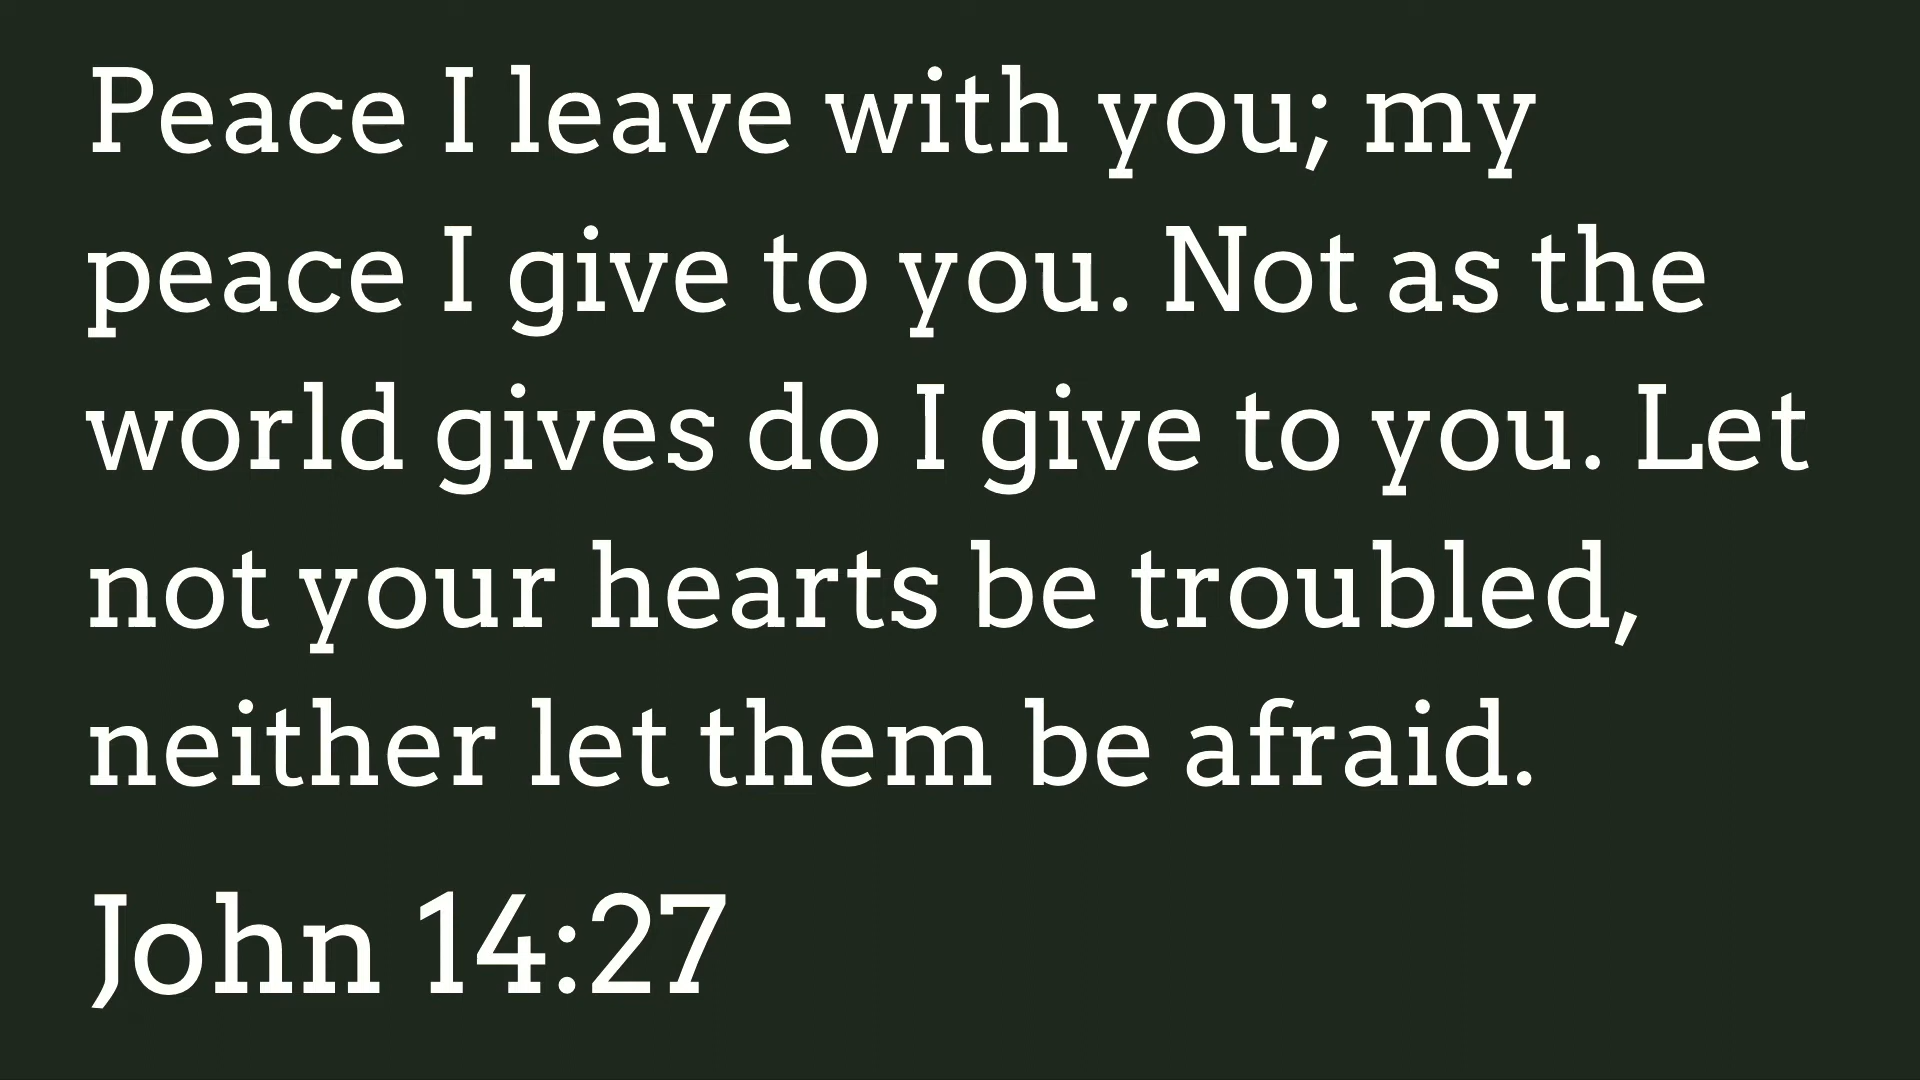 Peace I leave with you; my
peace I give to you. Not as the
world gives do I give to you. Let
not your hearts be troubled,
neither let them be afraid.
John 14:27